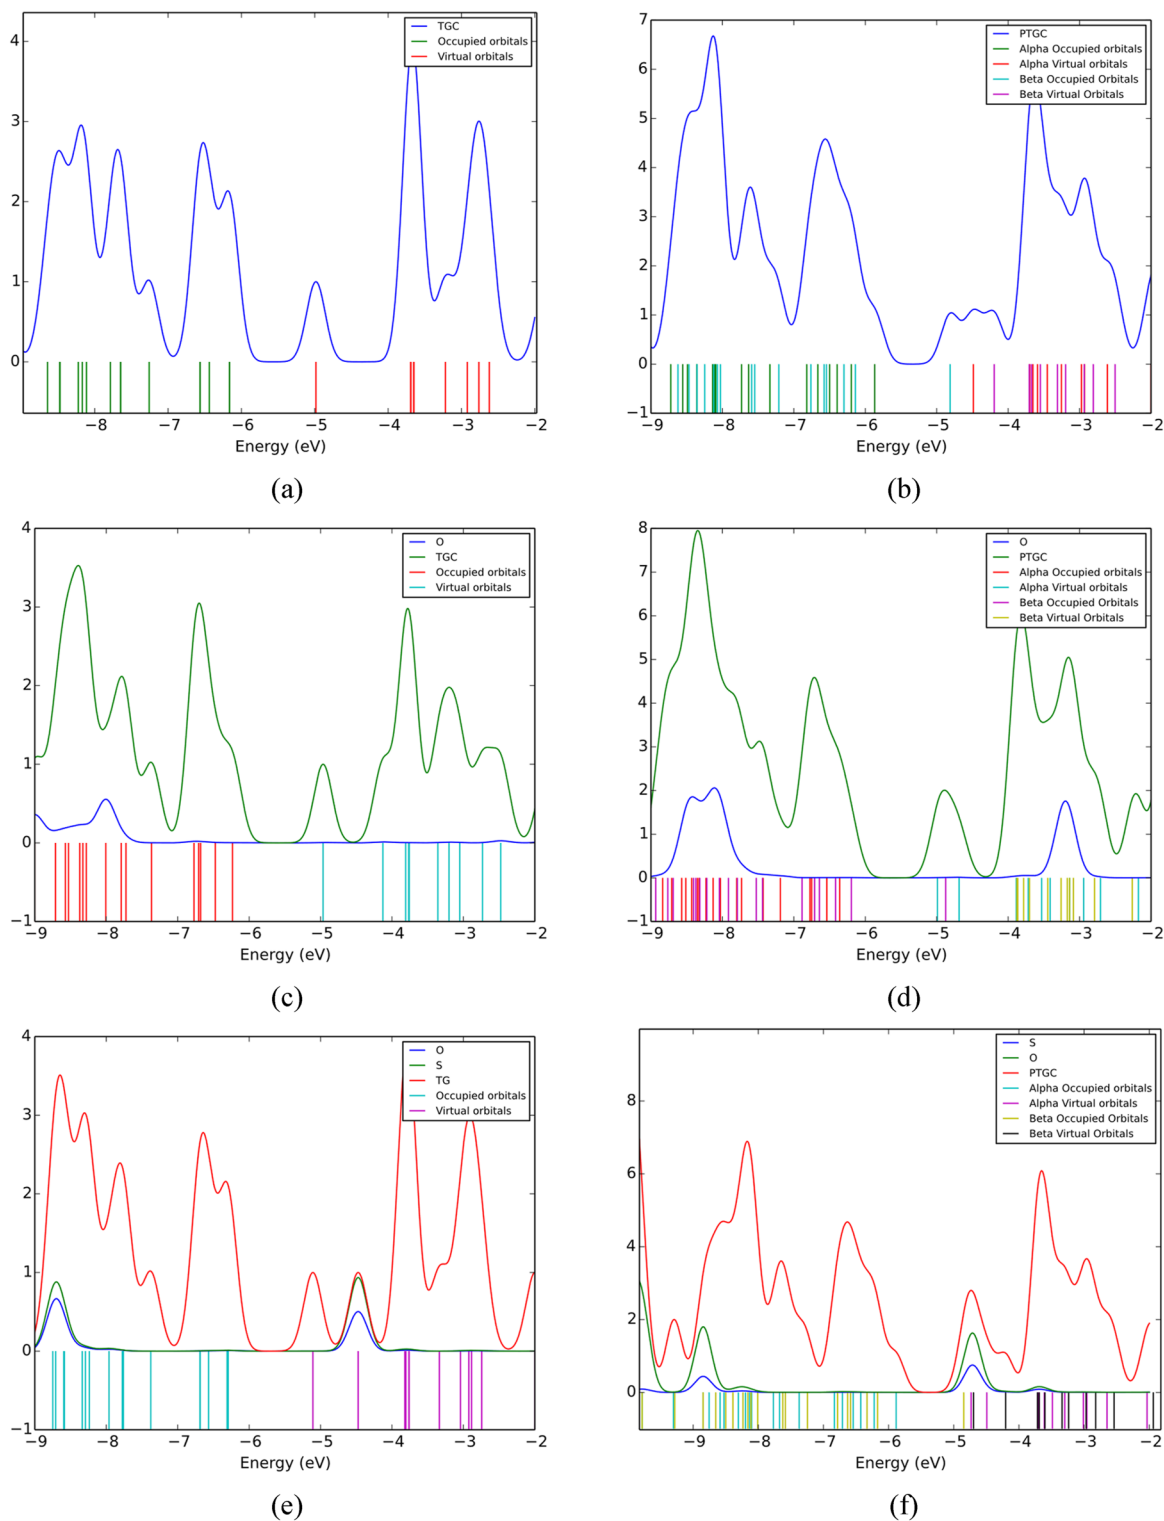 TGC
Occupied orbitals
Virtual orbitals
4
3
2
1
0
−8 −7 −6 −5 −4 −3 −2
Energy (eV)
(a)
PTGC
Alpha Occupied orbitals
Alpha Virtual orbitals
Beta Occupied Orbitals
Beta Virtual Orbitals
7
6
5
4
3
2
1
0
−1
−9 −8 −7 −6 −5 −4 −3 −2
Energy (eV)
(b)
O
TGC
Occupied orbitals
Virtual orbitals
4
3
2
1
0
−1
−9 −8 −7 −6 −5 −4 −3 −2
Energy (eV)
(c)
O
PTGC
Alpha Occupied orbitals
Alpha Virtual orbitals
Beta Occupied Orbitals
Beta Virtual Orbitals
8
7
6
5
4
3
2
1
0
−1
−9 −8 −7 −6 −5 −4 −3 −2
Energy (eV)
(d)
O
S
TG
Occupied orbitals
Virtual orbitals
4
3
2
1
0
−1
−9 −8 −7 −6 −5 −4 −3 −2
Energy (eV)
(e)
S
O
PTGC
Alpha Occupied orbitals
Alpha Virtual orbitals
Beta Occupied Orbitals
Beta Virtual Orbitals
8
6
4
2
0
−9 −8 −7 −6 −5 −4 −3 −2
Energy (eV)
(f)